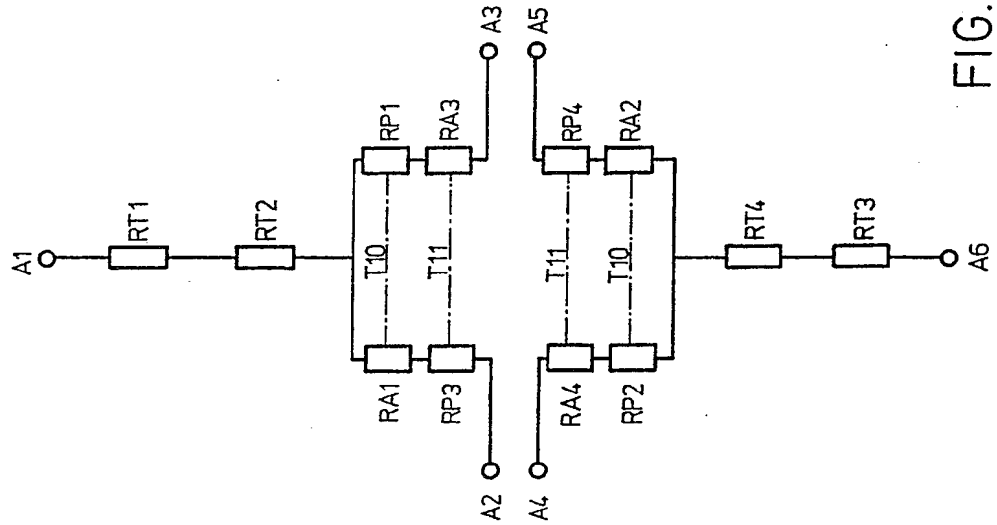 A1
RT1
RT2
RA1
T10
RP1
RP3
T11
RA3
A2
A3
A4
A5
RA4
T11
RP4
RP2
T10
RA2
RT4
RT3
A6
FIG.